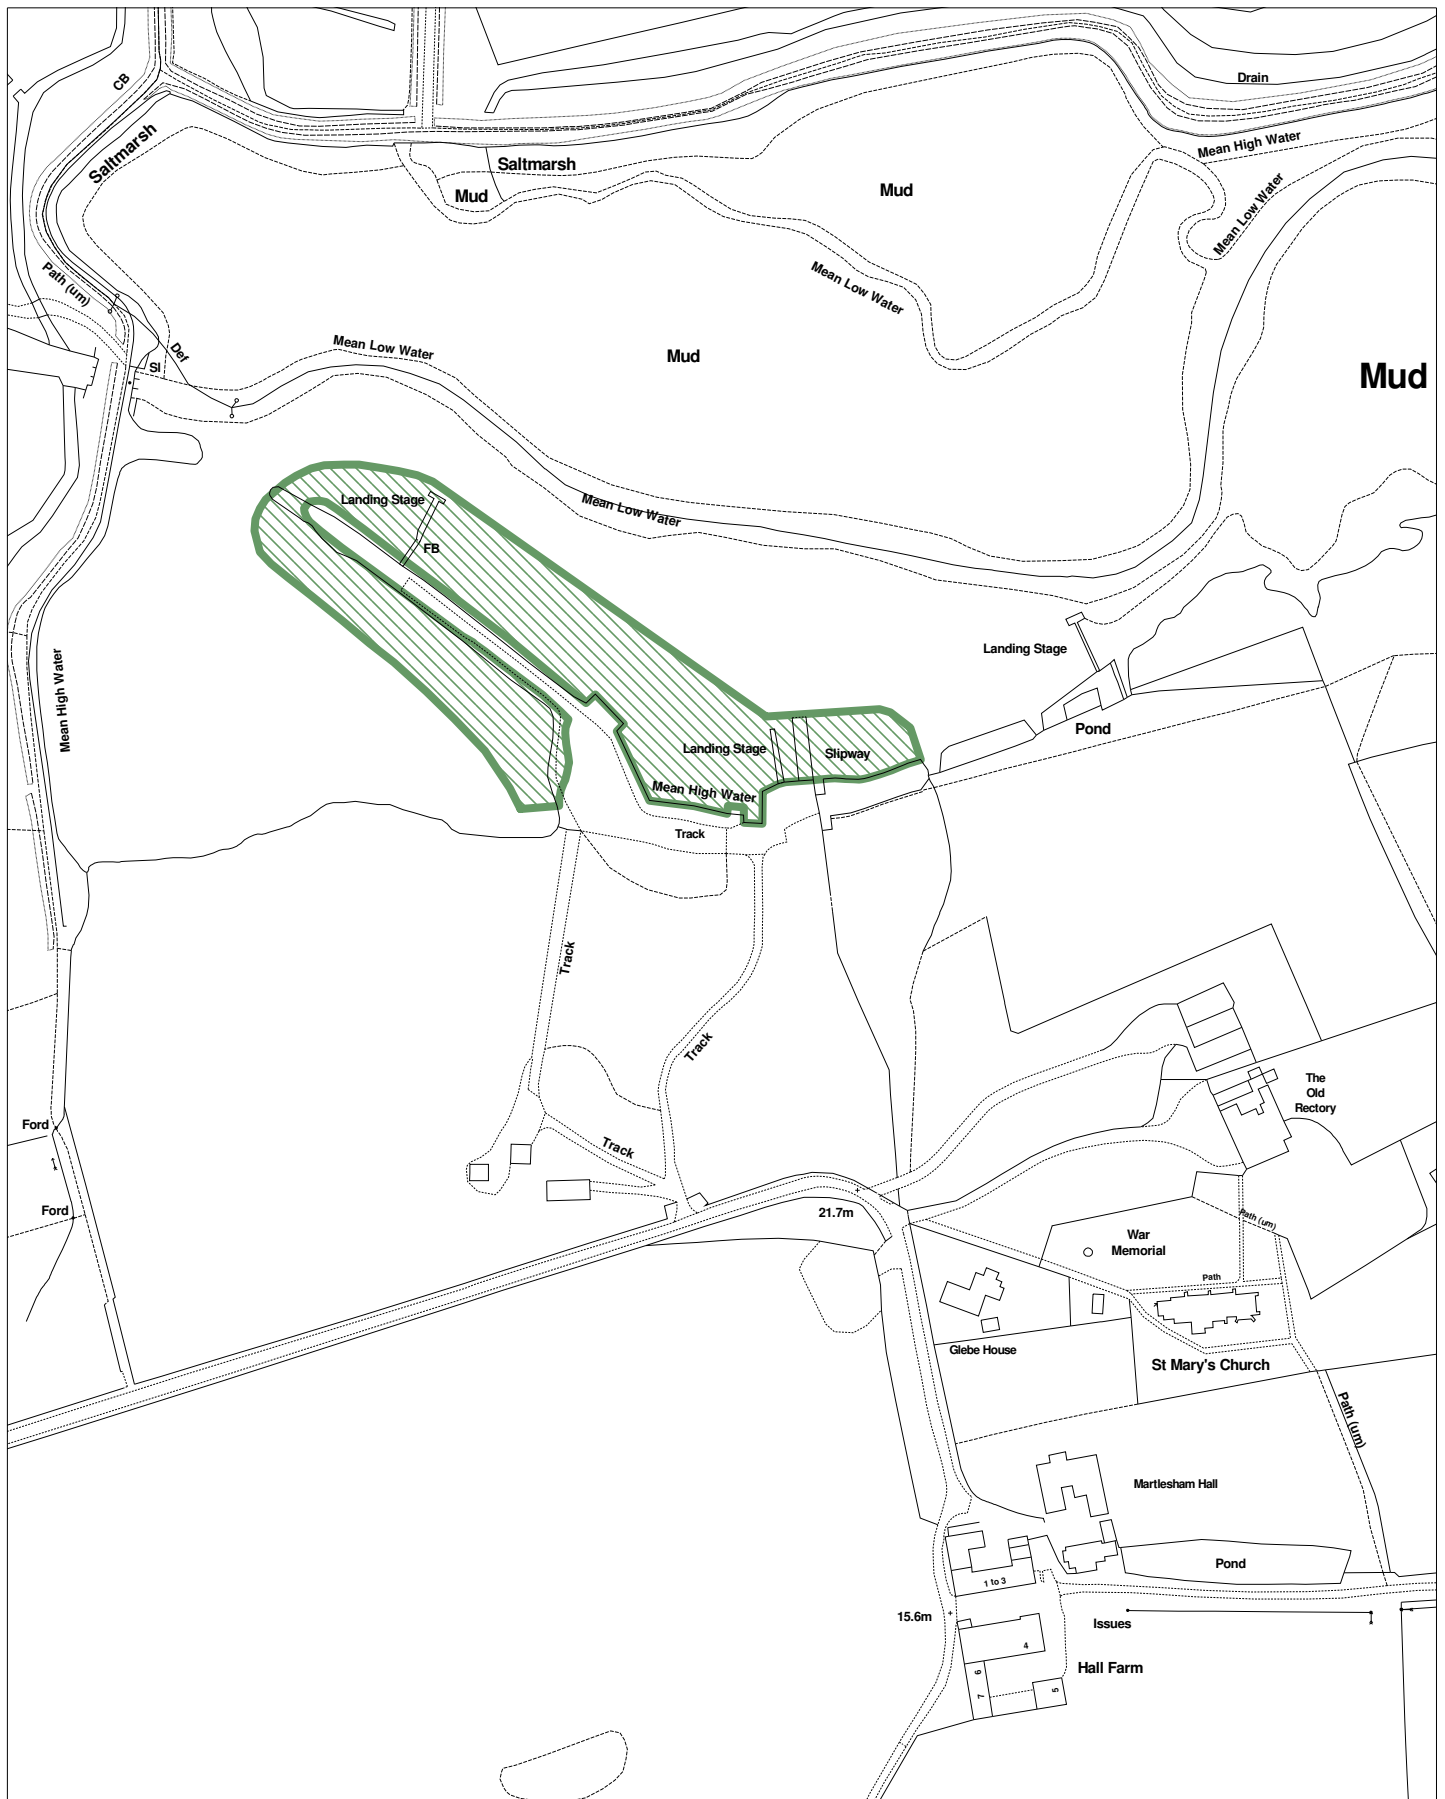 Drain
CB
Saltmarsh
Mean High Water
Saltmarsh
Mud
Mud
Mean Low Water
Path (um)
Mean Low Water
Def
Mean Low Water
Mud
SI
Mud
Landing Stage
Mean Low Water
FB
Mean High Water
Landing Stage
Pond
Landing Stage
Slipway
Mean High Water
Track
Track
Track
The
Old
Rectory
Ford
Track
Ford
21.7m
Path (um)
War
Memorial
Path
Glebe House
St Mary's Church
Path (um)
Martlesham Hall
Pond
1 to 3
15.6m
Issues
4
Hall Farm
6
7
5